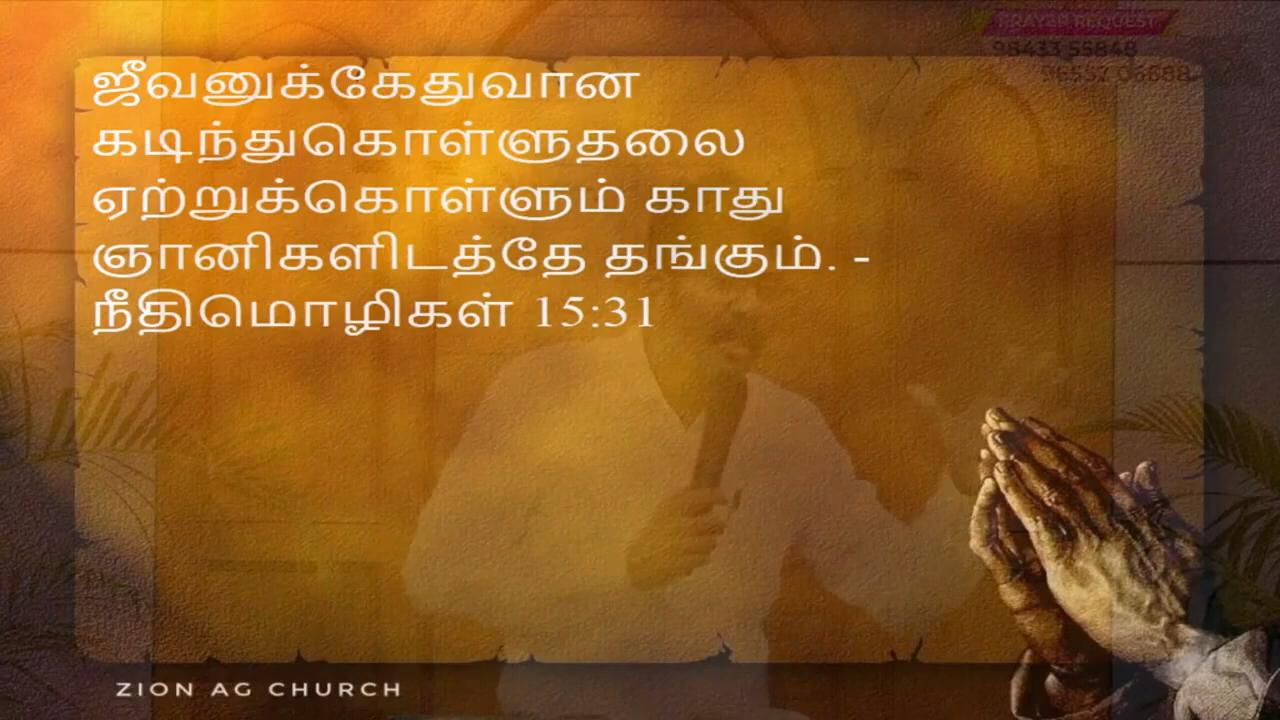 PRAYER REQUEST
98433 55848
ஜீவனுக்கேதுவான
கடிந்துகொள்ளுதலை
ஏற்றுக்கொள்ளும் காது
ஞானிகளிடத்தே தங்கும். -
நீதிமொழிகள் 15:31
ZION AG CHURCH